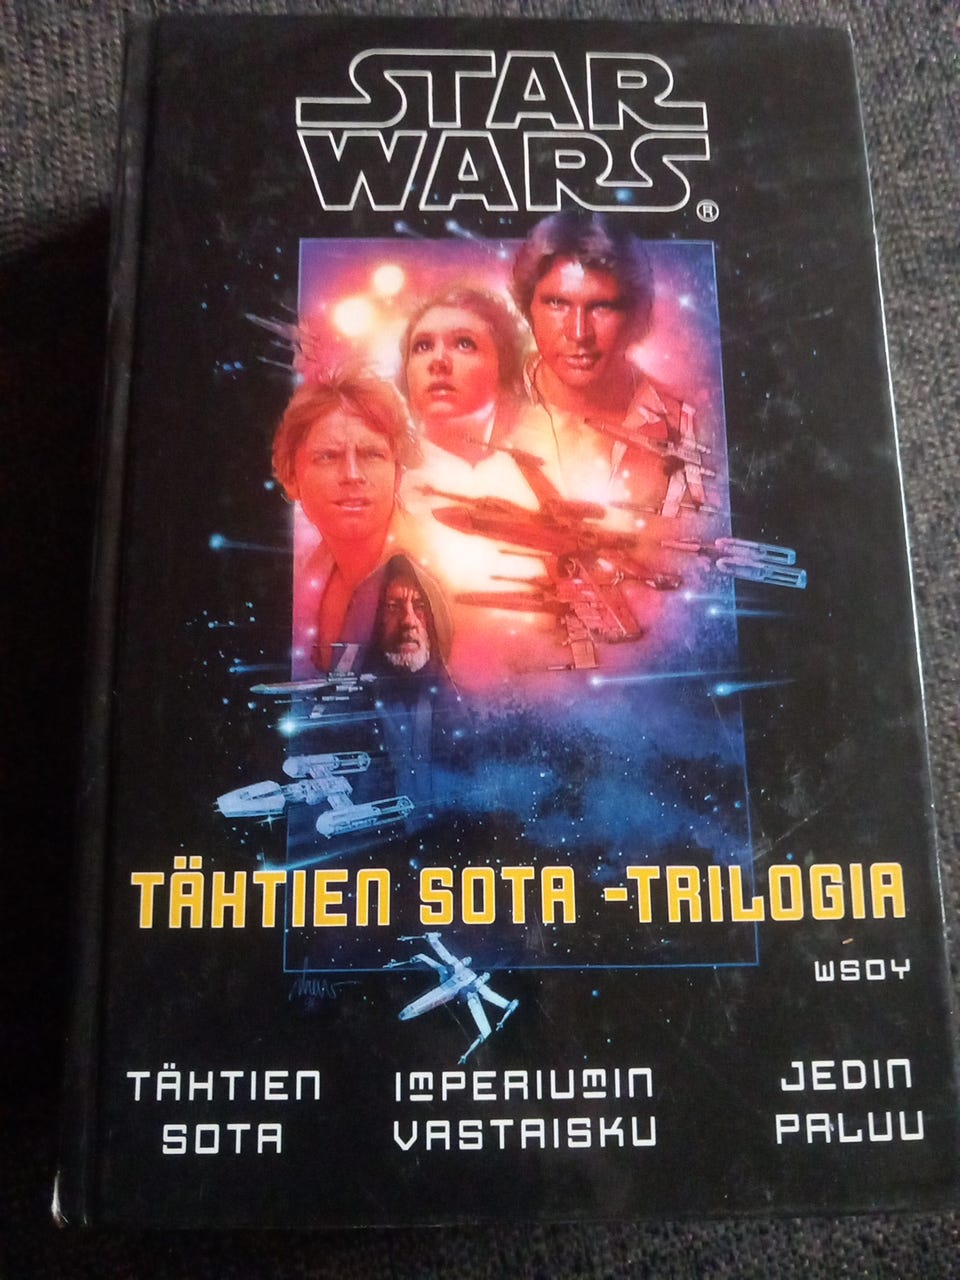 STAR
WARS®
TÄHTIEN SOTA -TRILOGIA
WSOY
TÄHTIEN
SOTA
IMPERIUMIN
VASTAISKU
JEDIN
PALUU